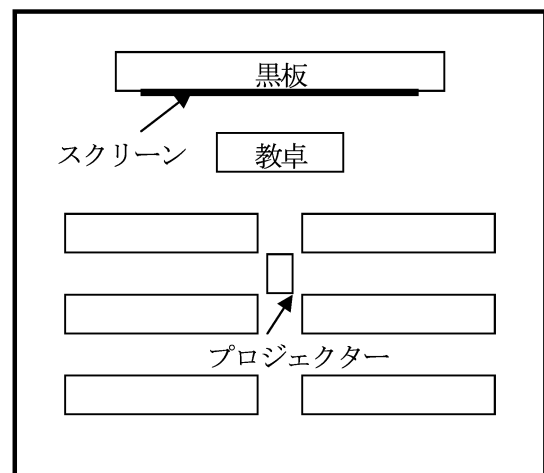 黒板
スクリーン
教卓
プロジェクター